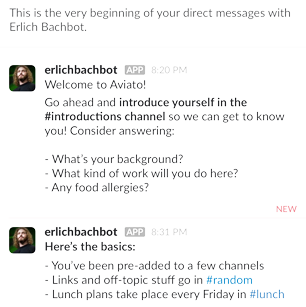 This is the very beginning of your direct messages with
Erlich Bachbot.
erlichbachbot APP 8:20 PM
Welcome to Aviato!
Go ahead and introduce yourself in the
#introductions channel so we can get to know
you! Consider answering:
- What's your background?
- What kind of work will you do here?
- Any food allergies?
NEW
erlichbachbot APP 8:31 PM
Here's the basics:
- You've been pre-added to a few channels
- Links and off-topic stuff go in #random
- Lunch plans take place every Friday in #lunch